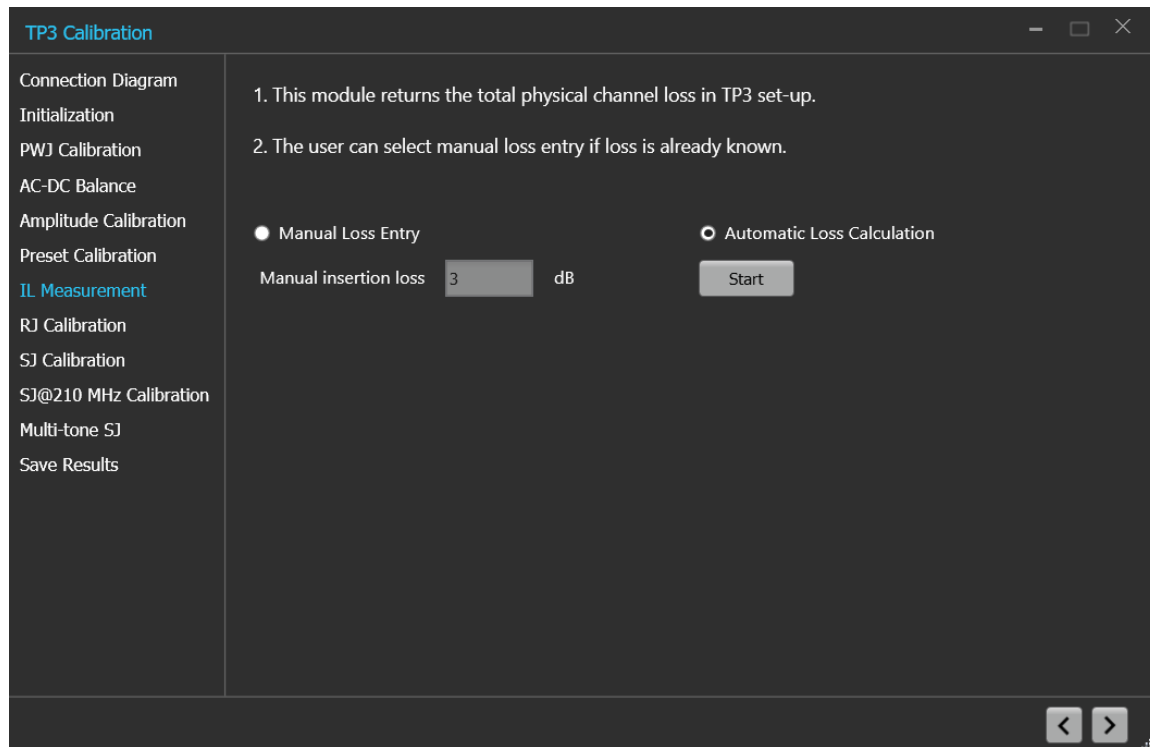 TP3 Calibration
Connection Diagram
Initialization
PWJ Calibration
AC-DC Balance
Amplitude Calibration
Preset Calibration
IL Measurement
RJ Calibration
SJ Calibration
SJ@210 MHz Calibration
Multi-tone SJ
Save Results
1. This module returns the total physical channel loss in TP3 set-up.
2. The user can select manual loss entry if loss is already known.
Manual Loss Entry
Automatic Loss Calculation
Manual insertion loss 3 dB
Start